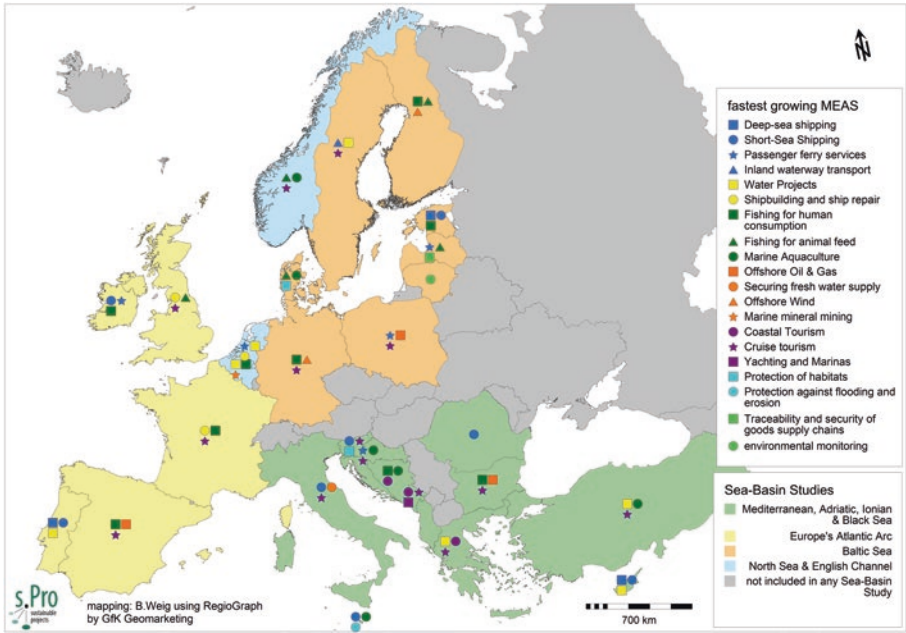 N
fastest growing MEAS
Deep-sea shipping
Short-Sea Shipping
Passenger ferry services
Inland waterway transport
Water Projects
Shipbuilding and ship repair
Fishing for human
consumption
Fishing for animal feed
Marine Aquaculture
Offshore Oil & Gas
Securing fresh water supply
Offshore Wind
Marine mineral mining
Coastal Tourism
Cruise tourism
Yachting and Marinas
Protection of habitats
Protection against flooding and
erosion
Traceability and security of
goods supply chains
environmental monitoring
Sea-Basin Studies
Mediterranean, Adriatic, Ionian
& Black Sea
Europe's Atlantic Arc
Baltic Sea
North Sea & English Channel
not included in any Sea-Basin
Study
s.Pro
sustainable
projects
mapping: B.Weig using RegioGraph
by GfK Geomarketing
700 km